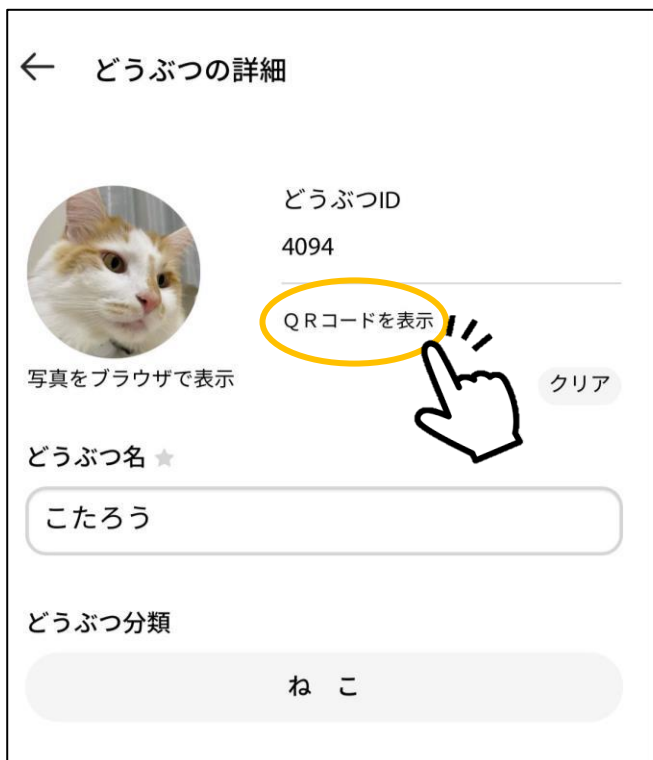 ← どうぶつの詳細
どうぶつID
4094
QRコードを表示
写真をブラウザで表示
クリア
どうぶつ名 ★
こたろう
どうぶつ分類
ね こ